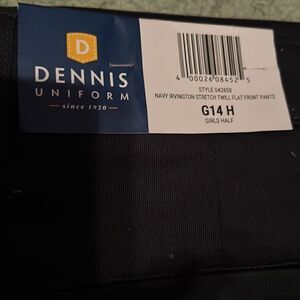 D
DENNIS
UNIFORM
since 1920
4 00026 08452 5
STYLE 042850
NAVY IRVINGTON STRETCH TWILL FLAT FRONT PANTS
G14 H
GIRLS HALF